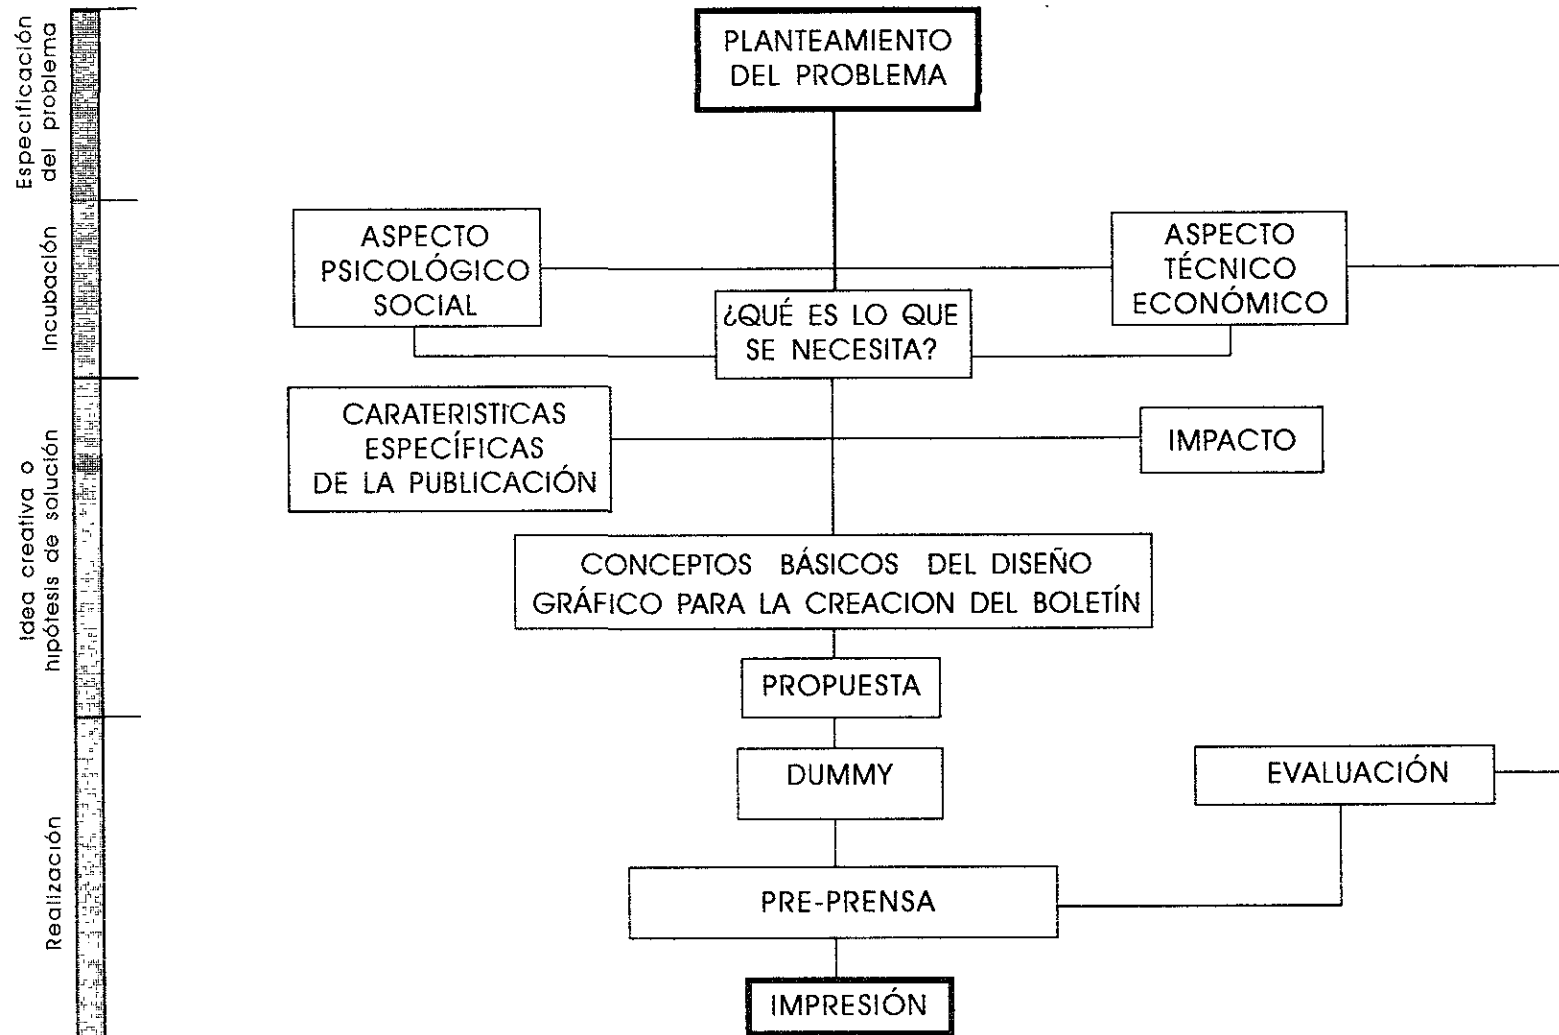 Especificación
del problema
PLANTEAMIENTO
DEL PROBLEMA
Incubación
ASPECTO
PSICOLÓGICO
SOCIAL
ASPECTO
TÉCNICO
ECONÓMICO
¿QUÉ ES LO QUE
SE NECESITA?
Idea creativa o
hipótesis de solución
CARATERISTICAS
ESPECÍFICAS
DE LA PUBLICACIÓN
IMPACTO
CONCEPTOS BÁSICOS DEL DISEÑO
GRÁFICO PARA LA CREACION DEL BOLETÍN
PROPUESTA
Realización
DUMMY
EVALUACIÓN
PRE-PRENSA
IMPRESIÓN